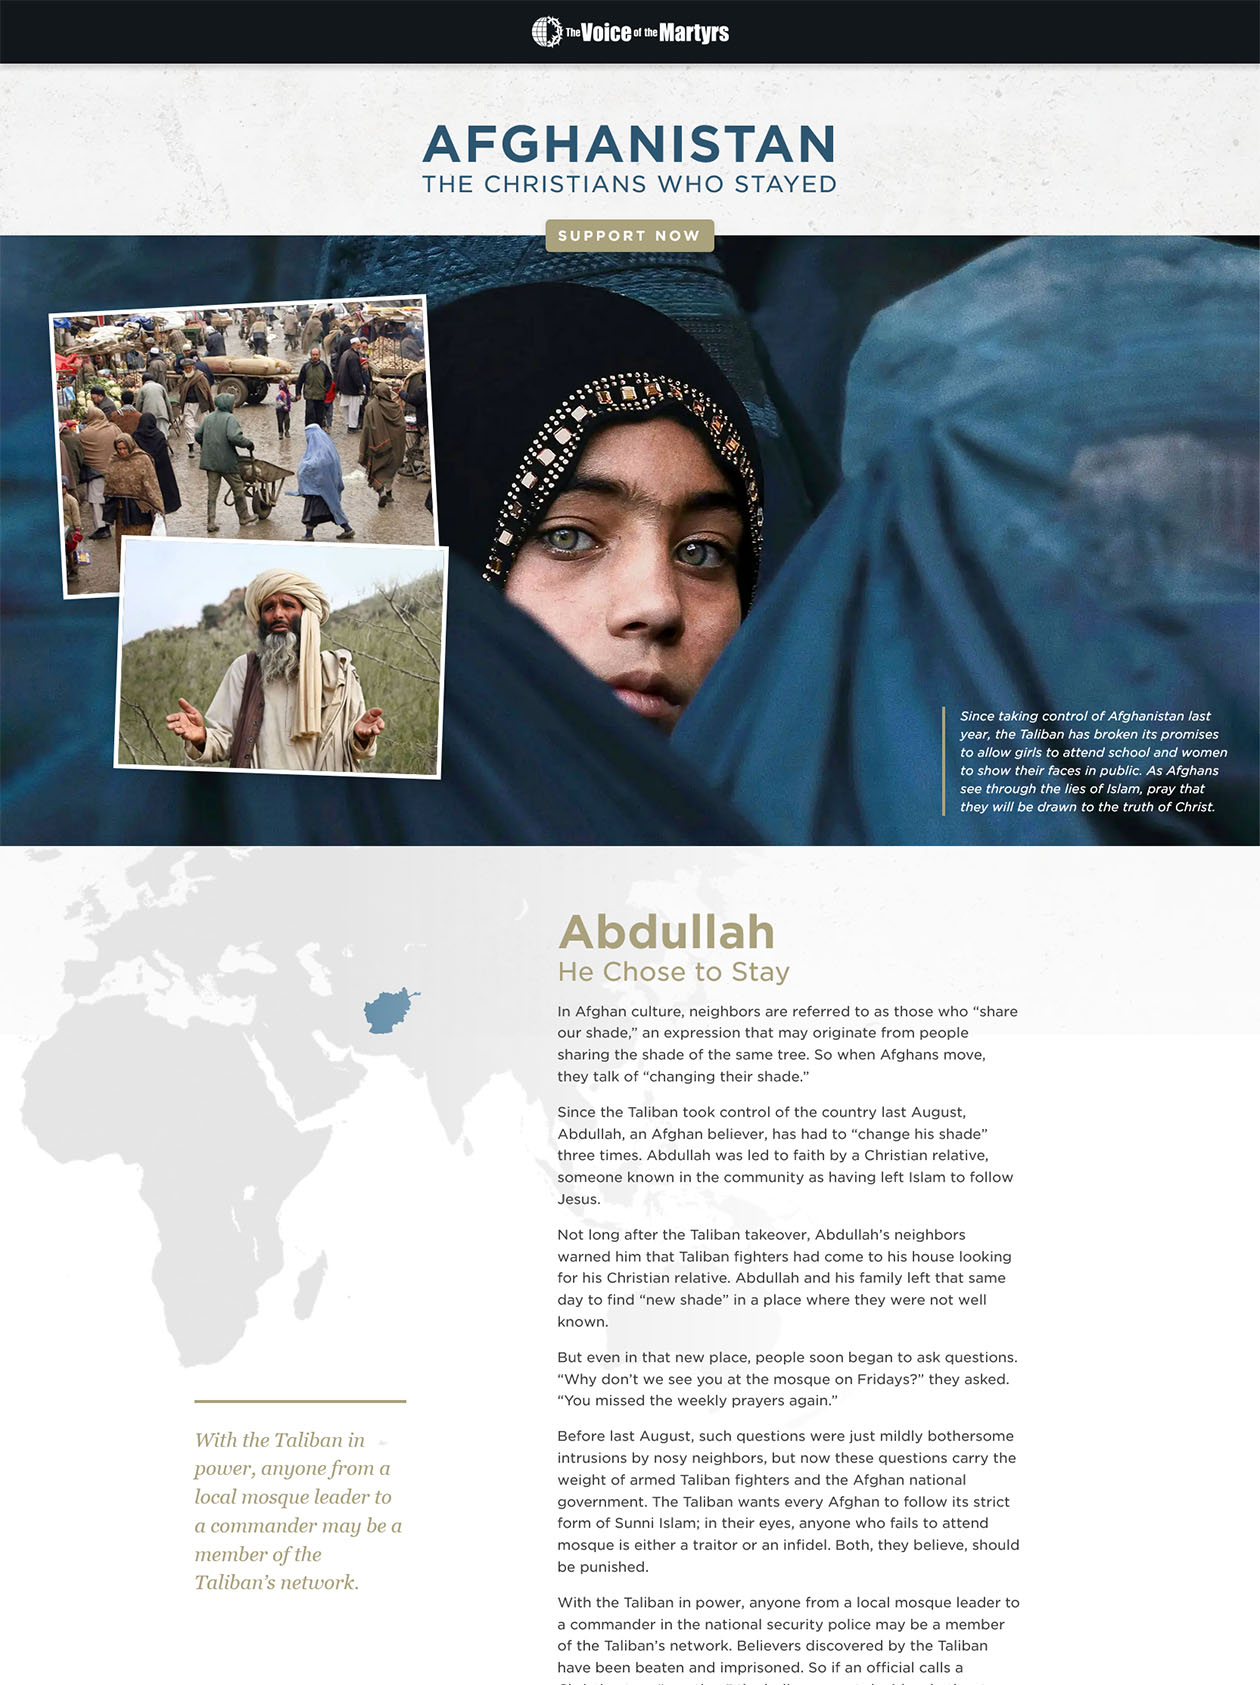 The Voice of the Martyrs
AFGHANISTAN
THE CHRISTIANS WHO STAYED
SUPPORT NOW
Since taking control of Afghanistan last
year, the Taliban has broken its promises
to allow girls to attend school and women
to show their faces in public. As Afghans
see through the lies of Islam, pray that
they will be drawn to the truth of Christ.
Abdullah
He Chose to Stay
In Afghan culture, neighbors are referred to as those who “share
our shade,” an expression that may originate from people
sharing the shade of the same tree. So when Afghans move,
they talk of “changing their shade.”
Since the Taliban took control of the country last August,
Abdullah, an Afghan believer, has had to “change his shade”
three times. Abdullah was led to faith by a Christian relative,
someone known in the community as having left Islam to follow
Jesus.
Not long after the Taliban takeover, Abdullah’s neighbors
warned him that Taliban fighters had come to his house looking
for his Christian relative. Abdullah and his family left that same
day to find “new shade” in a place where they were not well
known.
But even in that new place, people soon began to ask questions.
“Why don’t we see you at the mosque on Fridays?” they asked.
“You missed the weekly prayers again.”
Before last August, such questions were just mildly bothersome
intrusions by nosy neighbors, but now these questions carry the
weight of armed Taliban fighters and the Afghan national
government. The Taliban wants every Afghan to follow its strict
form of Sunni Islam; in their eyes, anyone who fails to attend
mosque is either a traitor or an infidel. Both, they believe, should
be punished.
With the Taliban in power, anyone from a local mosque leader to
a commander in the national security police may be a member
of the Taliban’s network. Believers discovered by the Taliban
have been beaten and imprisoned. So if an official calls a
With the Taliban in
power, anyone from a
local mosque leader to
a commander may be a
member of the
Taliban’s network.